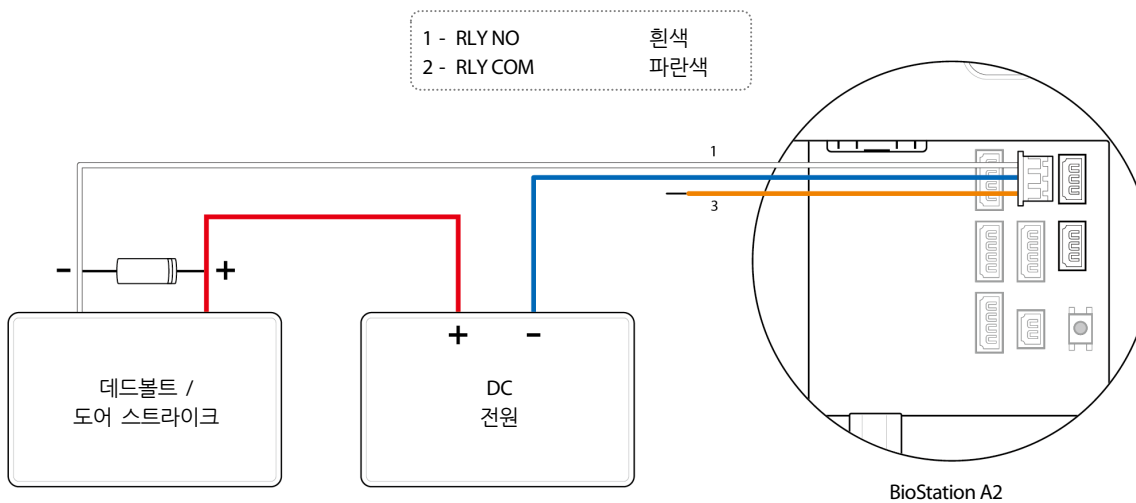 1 - RLY NO 흰색
2 - RLY COM 파란색
1
3
- +
+ -
데드볼트 /
도어 스트라이크
DC
전원
BioStation A2